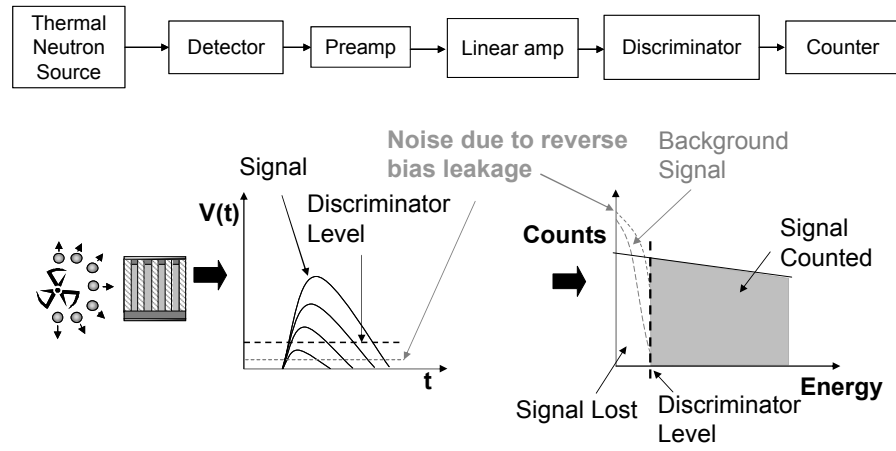 Thermal
Neutron
Source
Detector
Preamp
Linear amp
Discriminator
Counter
Noise due to reverse
bias leakage
Background
Signal
Signal
Discriminator
Level
V(t)
t
Counts
Signal
Counted
Energy
Signal Lost
Discriminator
Level